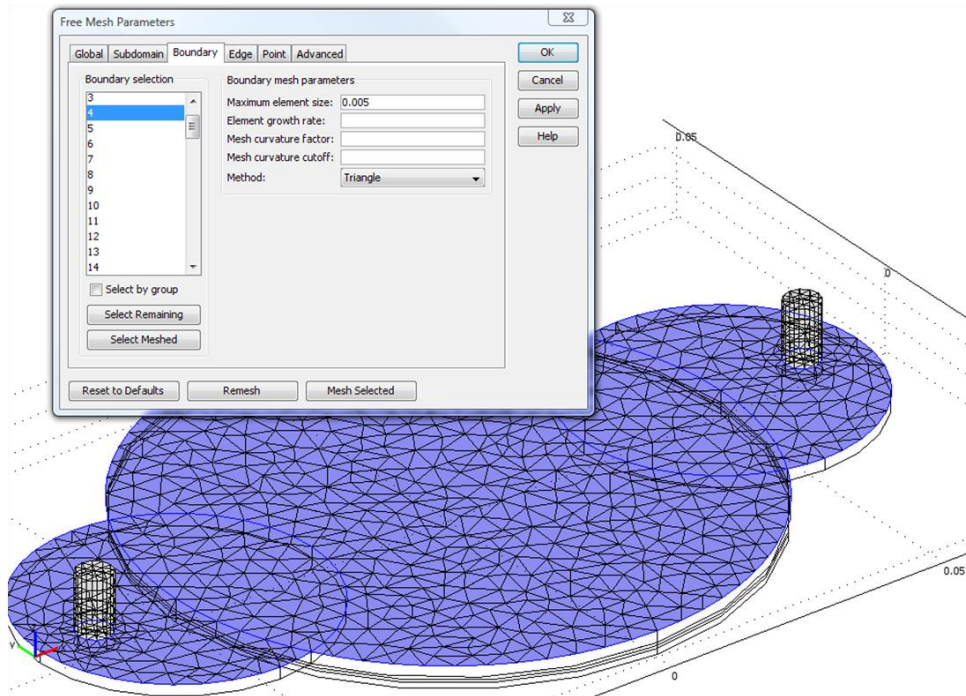 Free Mesh Parameters
Global Subdomain Boundary Edge Point Advanced
Boundary selection
3
4
5
6
7
8
9
10
11
12
13
14
Select by group
Select Remaining
Select Meshed
Boundary mesh parameters
Maximum element size: 0.005
Element growth rate:
Mesh curvature factor:
Mesh curvature cutoff:
Method: Triangle
OK
Cancel
Apply
Help
Reset to Defaults Remesh Mesh Selected
0.05
0
0.05
0
y